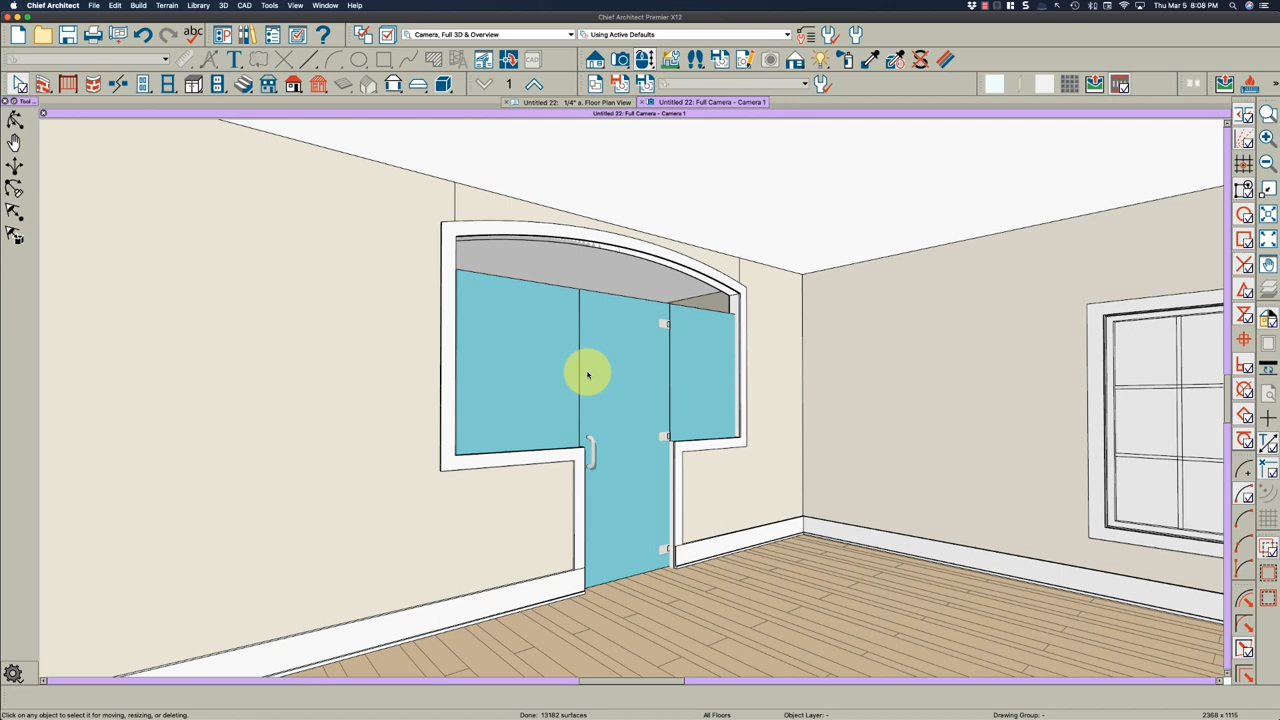 Chief Architect File Edit Build Terrain Library 3D CAD Tools View Window Help
Thu Mar 5 8:08 PM
Chief Architect Premier X12
Camera, Full 3D & Overview
Using Active Defaults
abc
T
A
1
Tool ...
Untitled 22: 1/4" a. Floor Plan View
Untitled 22: Full Camera - Camera 1
Untitled 22: Full Camera - Camera 1
Click on any object to select it for moving, resizing, or deleting.
Done: 13182 surfaces
All Floors
Object Layer: -
Drawing Group: -
2368 x 1115